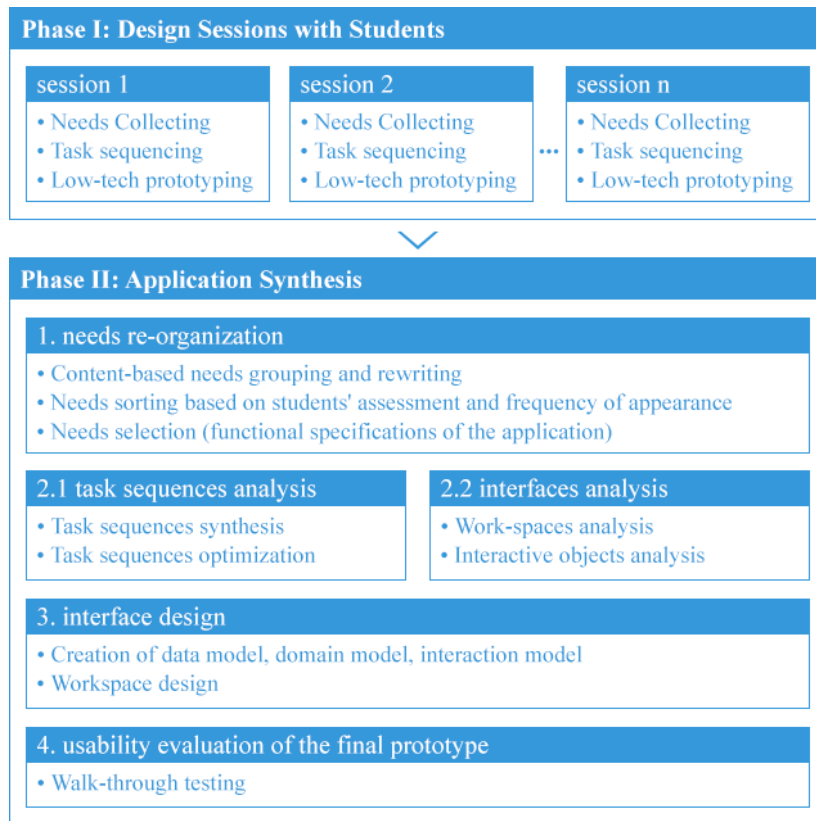 Phase I: Design Sessions with Students
session 1
• Needs Collecting
• Task sequencing
• Low-tech prototyping
session 2
• Needs Collecting
• Task sequencing
• Low-tech prototyping
...
session n
• Needs Collecting
• Task sequencing
• Low-tech prototyping
Phase II: Application Synthesis
1. needs re-organization
• Content-based needs grouping and rewriting
• Needs sorting based on students' assessment and frequency of appearance
• Needs selection (functional specifications of the application)
2.1 task sequences analysis
• Task sequences synthesis
• Task sequences optimization
2.2 interfaces analysis
• Work-spaces analysis
• Interactive objects analysis
3. interface design
• Creation of data model, domain model, interaction model
• Workspace design
4. usability evaluation of the final prototype
• Walk-through testing